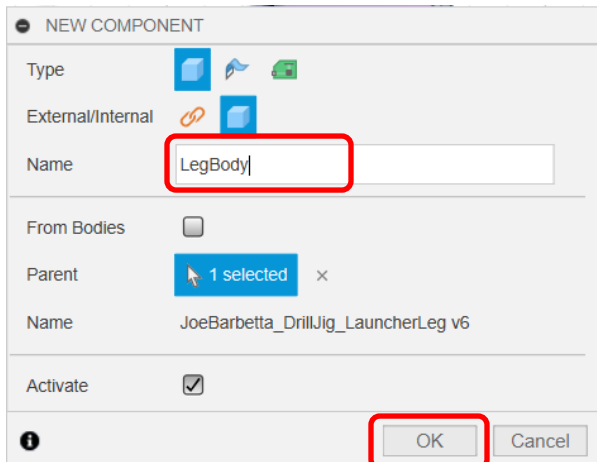 NEW COMPONENT
Type
External/Internal
Name LegBody
From Bodies
Parent 1 selected ×
Name JoeBarbetta_DrillJig_LauncherLeg v6
Activate
OK Cancel